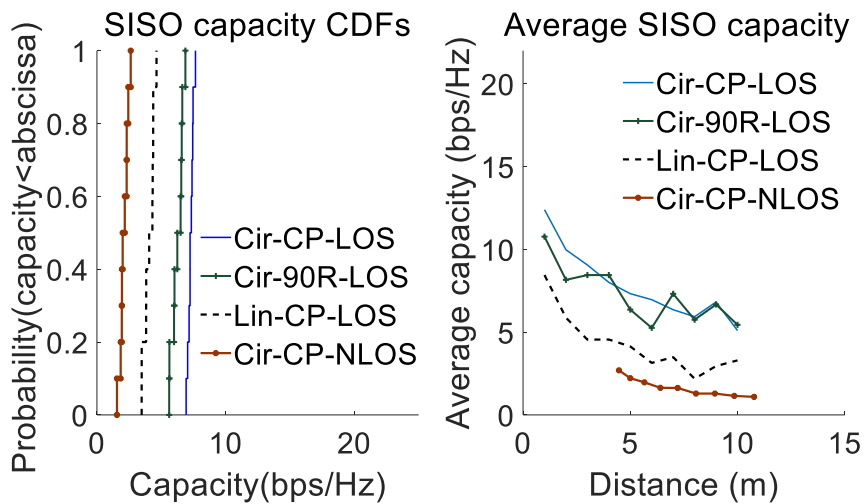 SISO capacity CDFs
Probability(capacity<abscissa)
1
0.8
0.6
0.4
0.2
0
0
10
20
Capacity(bps/Hz)
Cir-CP-LOS
Cir-90R-LOS
Lin-CP-LOS
Cir-CP-NLOS
Average SISO capacity
Average capacity (bps/Hz)
20
15
10
5
0
0
5
10
15
Distance (m)
Cir-CP-LOS
Cir-90R-LOS
Lin-CP-LOS
Cir-CP-NLOS